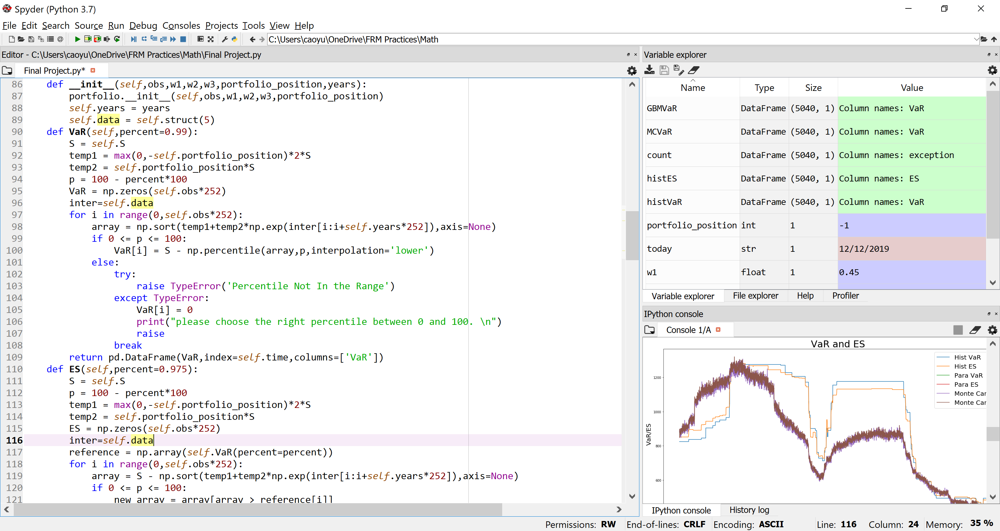 Spyder (Python 3.7)
File Edit Search Source Run Debug Consoles Projects Tools View Help
C:\Users\caoyu\OneDrive\FRM Practices\Math
Editor - C:\Users\caoyu\OneDrive\FRM Practices\Math\Final Project.py
Final Project.py*
86 def __init__(self,obs,w1,w2,w3,portfolio_position,years):
87 portfolio.__init__(self,obs,w1,w2,w3,portfolio_position)
88 self.years = years
89 self.data = self.struct(5)
90 def VaR(self,percent=0.99):
91 S = self.S
92 temp1 = max(0,-self.portfolio_position)*2*S
93 temp2 = self.portfolio_position*S
94 p = 100 - percent*100
95 VaR = np.zeros(self.obs*252)
96 inter=self.data
97 for i in range(0,self.obs*252):
98 array = np.sort(temp1+temp2*np.exp(inter[i:i+self.years*252]),axis=None)
99 if 0 <= p <= 100:
100 VaR[i] = S - np.percentile(array,p,interpolation='lower')
101 else:
102 try:
103 raise TypeError('Percentile Not In the Range')
104 except TypeError:
105 VaR[i] = 0
106 print("please choose the right percentile between 0 and 100. \n")
107 raise
108 break
109 return pd.DataFrame(VaR,index=self.time,columns=['VaR'])
110 def ES(self,percent=0.975):
111 S = self.S
112 p = 100 - percent*100
113 temp1 = max(0,-self.portfolio_position)*2*S
114 temp2 = self.portfolio_position*S
115 ES = np.zeros(self.obs*252)
116 inter=self.data
117 reference = np.array(self.VaR(percent=percent))
118 for i in range(0,self.obs*252):
119 array = S - np.sort(temp1+temp2*np.exp(inter[i:i+self.years*252]),axis=None)
120 if 0 <= p <= 100:
121 new array = array[array > reference[i]]
Variable explorer
Name Type Size Value
GBMVaR DataFrame (5040, 1) Column names: VaR
MCVaR DataFrame (5040, 1) Column names: VaR
count DataFrame (5040, 1) Column names: exception
histES DataFrame (5040, 1) Column names: ES
histVaR DataFrame (5040, 1) Column names: VaR
portfolio_position int 1 -1
today str 1 12/12/2019
w1 float 1 0.45
Variable explorer File explorer Help Profiler
IPython console
Console 1/A
VaR and ES
Hist VaR
Hist ES
Para VaR
Para ES
Monte Car
Monte Car
VaR/ES
1200
1000
800
600
IPython console History log
Permissions: RW End-of-lines: CRLF Encoding: ASCII Line: 116 Column: 24 Memory: 35 %